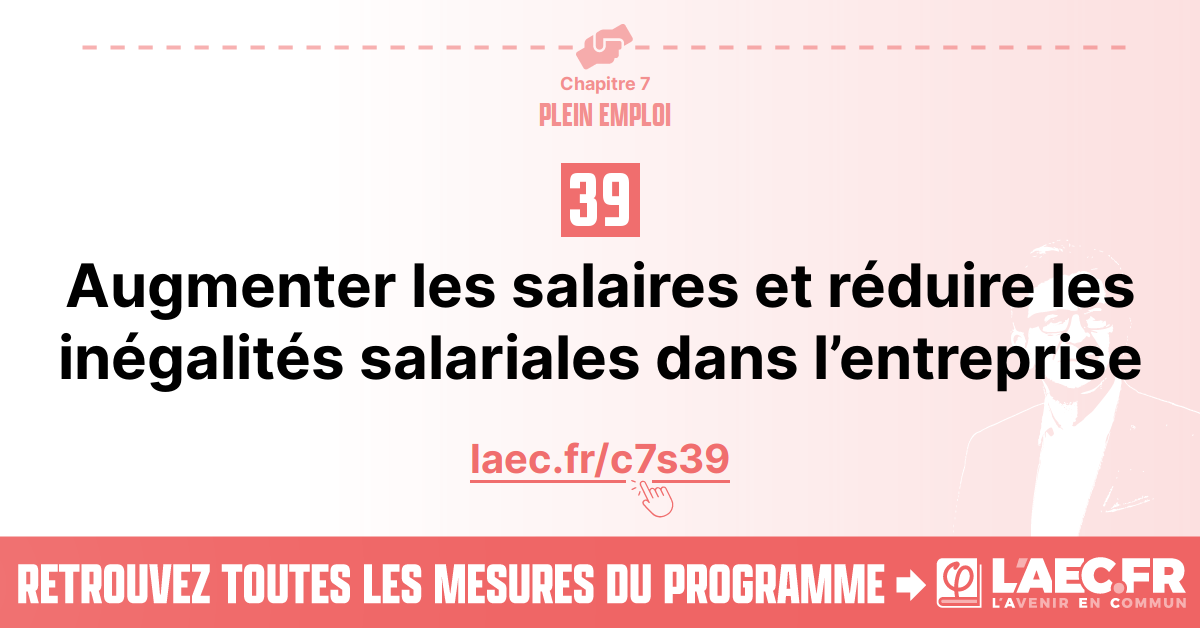 Chapitre 7
PLEIN EMPLOI
39
Augmenter les salaires et réduire les
inégalités salariales dans l’entreprise
laec.fr/c7s39
RETROUVEZ TOUTES LES MESURES DU PROGRAMME
L'AEC.FR
L'AVENIR EN COMMUN